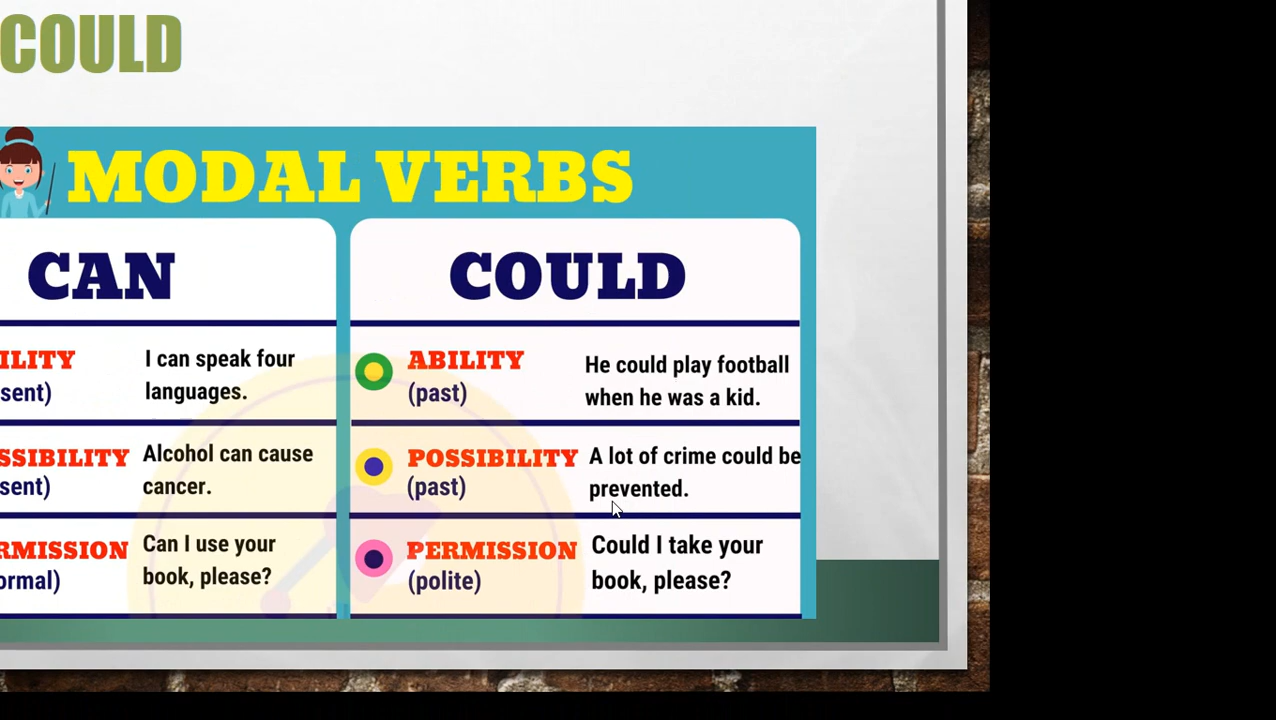 COULD
MODAL VERBS
CAN
ILITY
sent)
I can speak four
languages.
SSIBILITY
sent)
Alcohol can cause
cancer.
RMISSION
ormal)
Can I use your
book, please?
COULD
ABILITY
(past)
He could play football
when he was a kid.
POSSIBILITY
(past)
A lot of crime could be
prevented.
PERMISSION
(polite)
Could I take your
book, please?